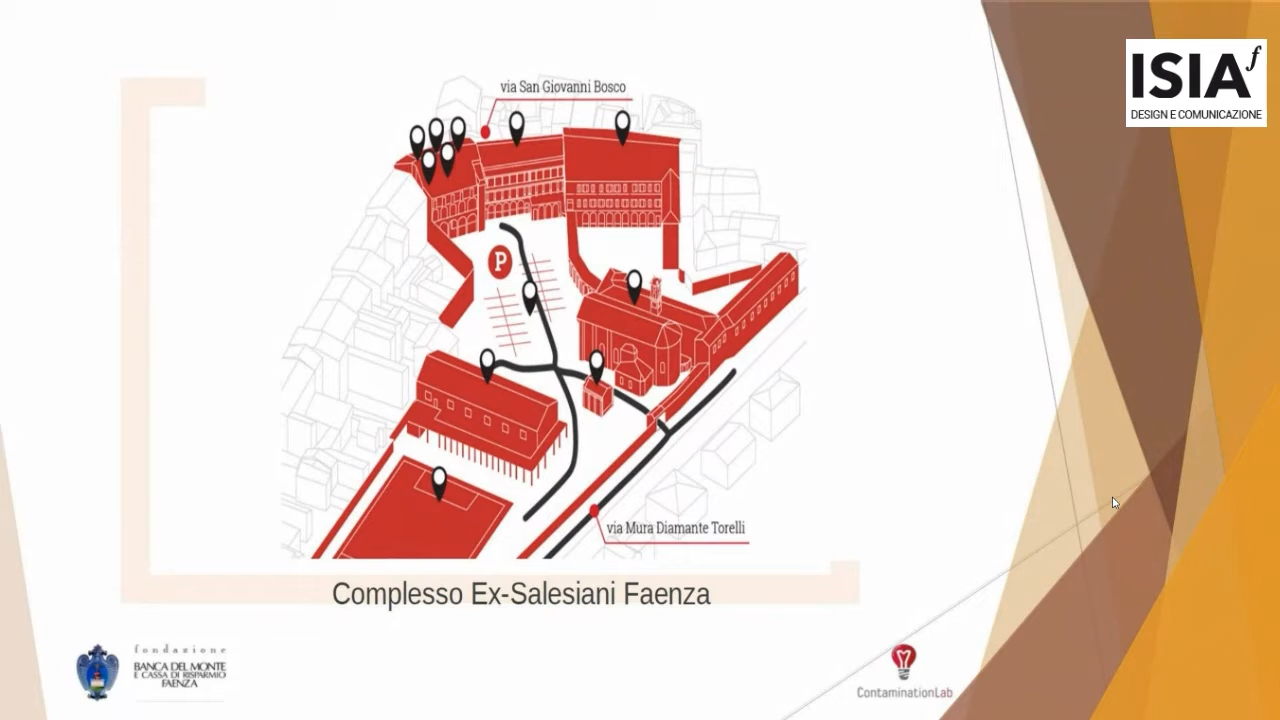 ISIAf
DESIGN E COMUNICAZIONE
via San Giovanni Bosco
P
via Mura Diamante Torelli
Complesso Ex-Salesiani Faenza
fondazione
BANCA DEL MONTE
E CASSA DI RISPARMIO
FAENZA
ContaminationLab